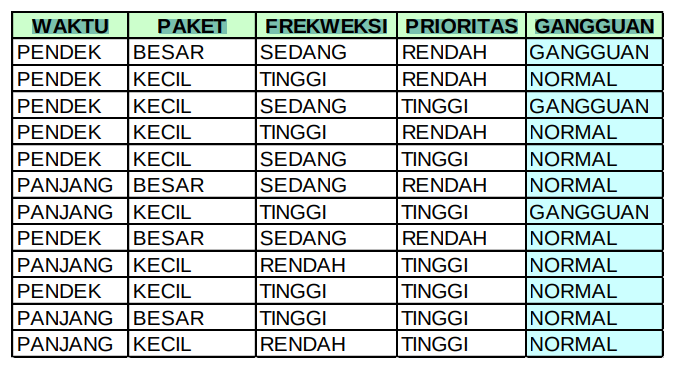 WAKTU PAKET FREKWEKSI PRIORITAS GANGGUAN
PENDEK BESAR SEDANG RENDAH GANGGUAN
PENDEK KECIL TINGGI RENDAH NORMAL
PENDEK KECIL SEDANG TINGGI GANGGUAN
PENDEK KECIL TINGGI RENDAH NORMAL
PENDEK KECIL SEDANG TINGGI NORMAL
PANJANG BESAR SEDANG RENDAH NORMAL
PANJANG KECIL TINGGI TINGGI GANGGUAN
PENDEK BESAR SEDANG RENDAH NORMAL
PANJANG KECIL RENDAH TINGGI NORMAL
PENDEK KECIL TINGGI TINGGI NORMAL
PANJANG BESAR TINGGI TINGGI NORMAL
PANJANG KECIL RENDAH TINGGI NORMAL